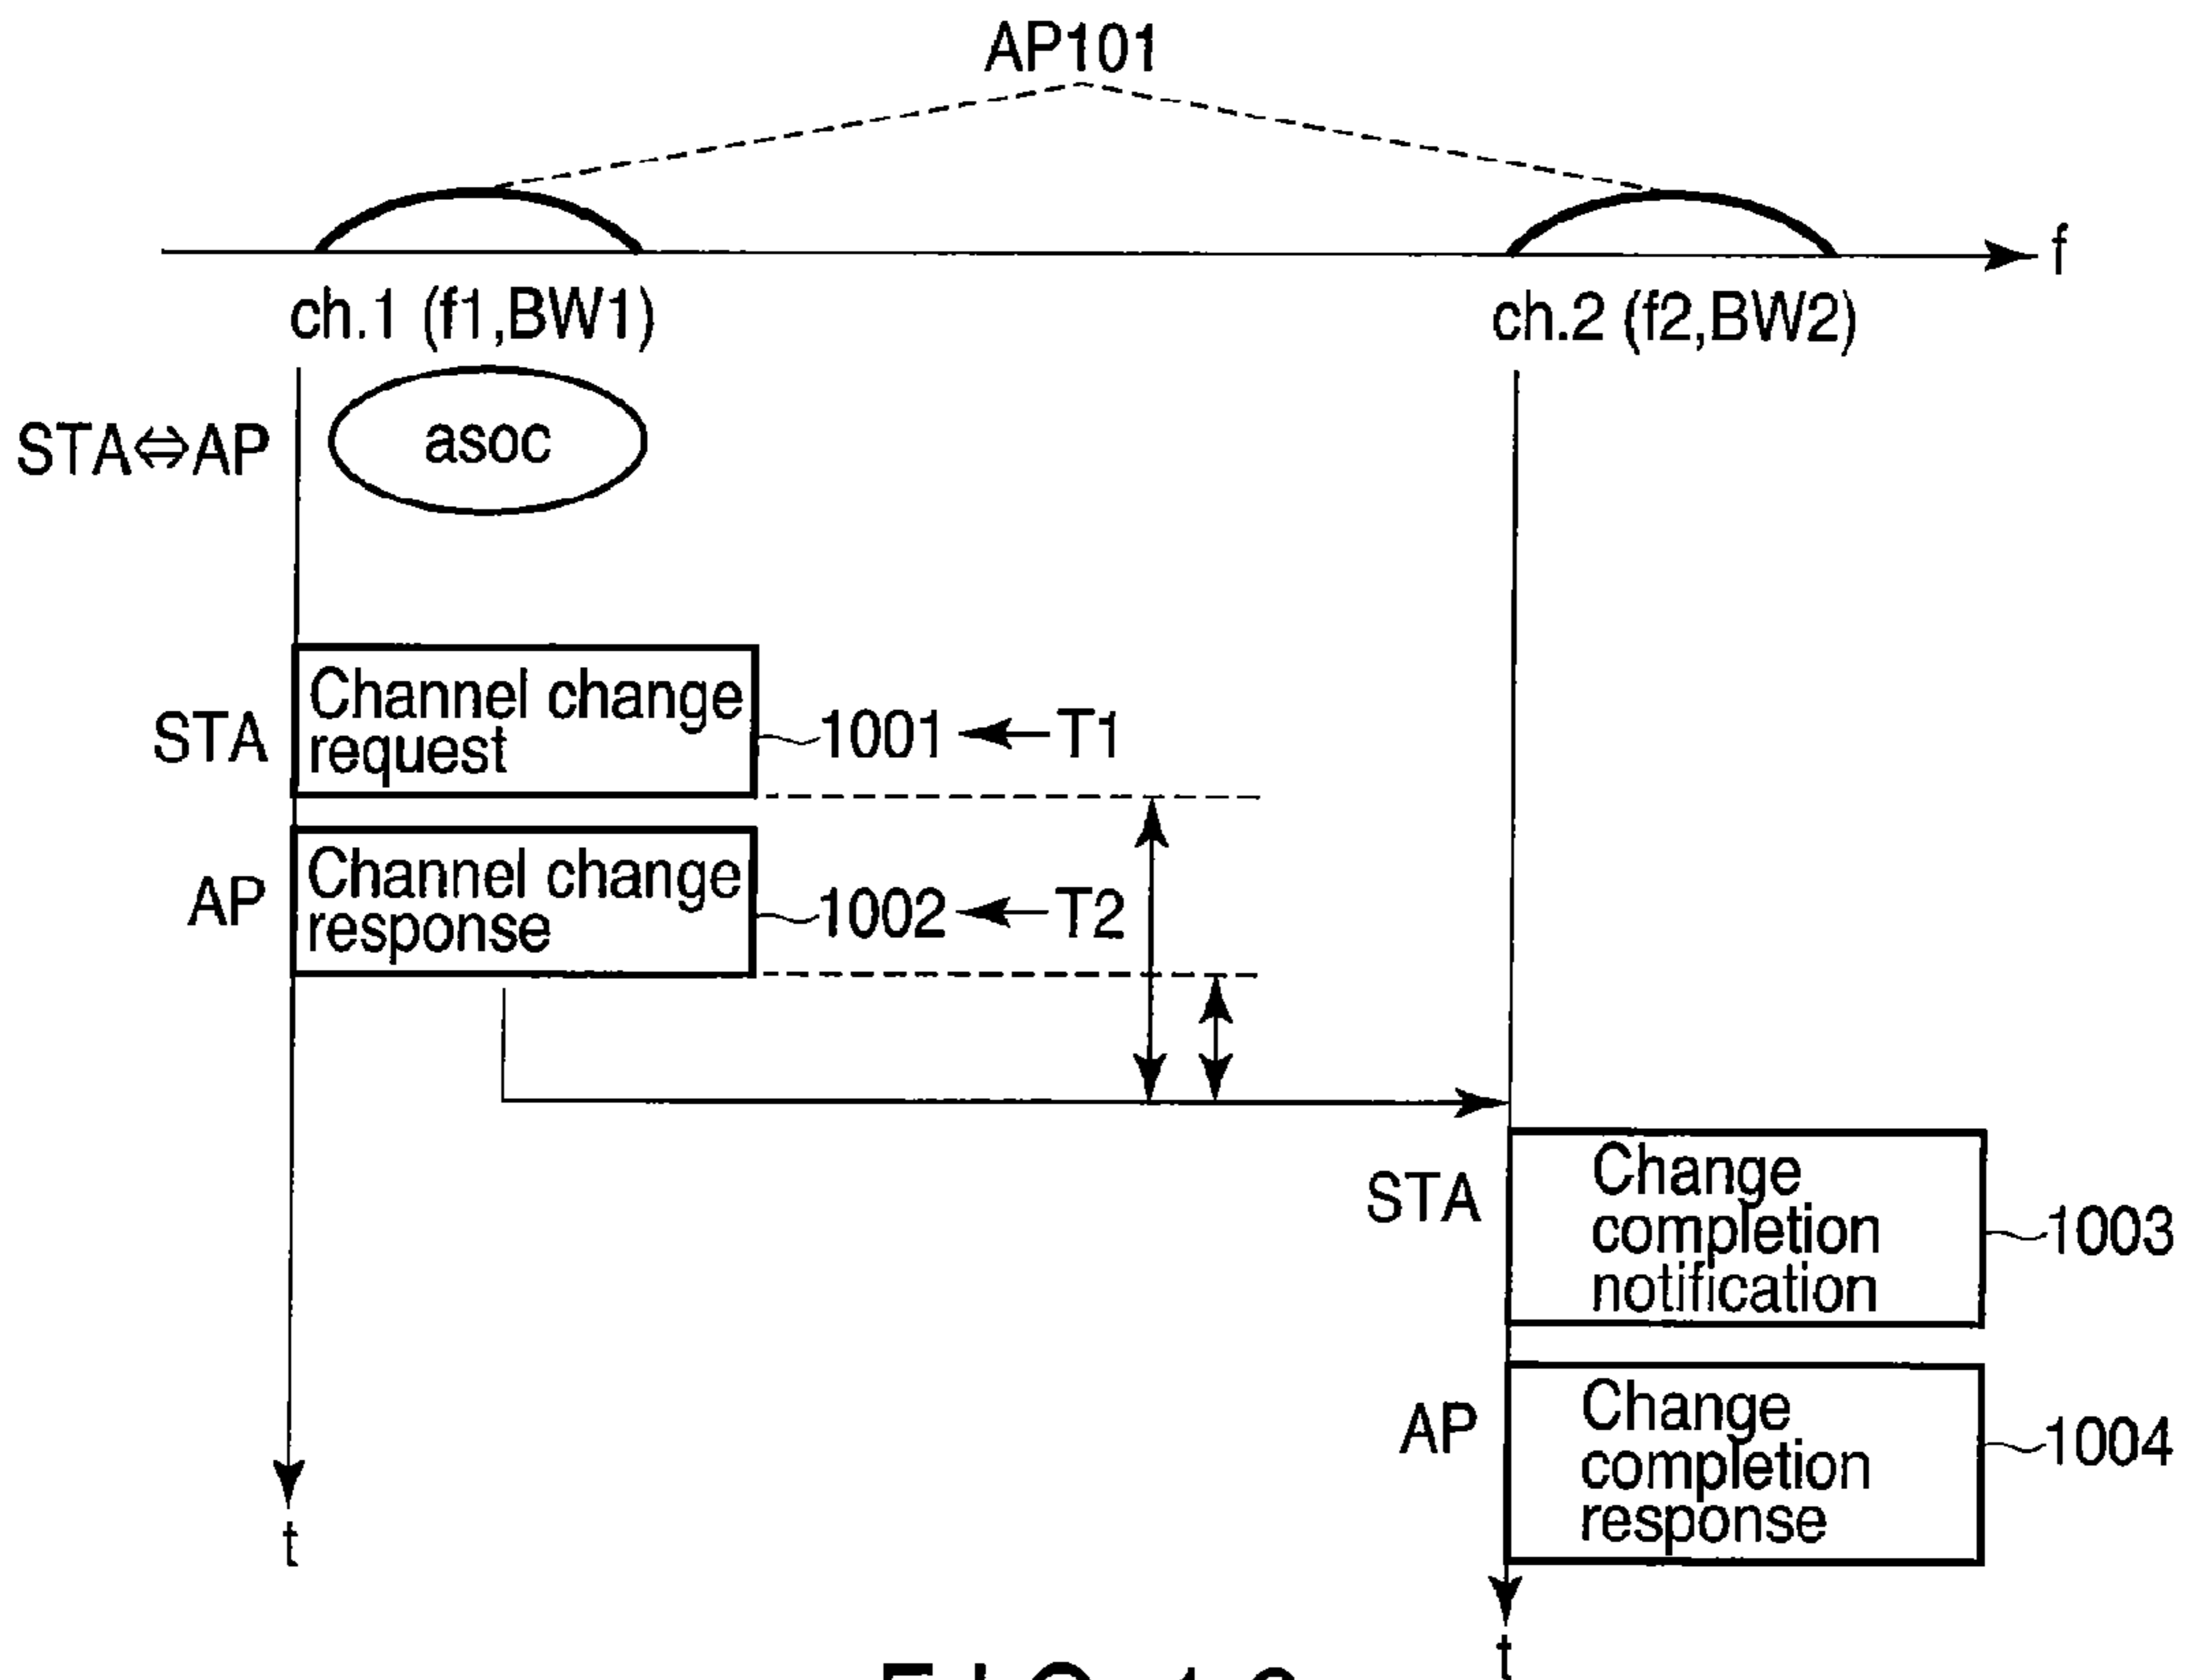 AP101
f
ch.1 (f1,BW1)
ch.2 (f2,BW2)
STA⇔AP
asoc
STA
Channel change
request
1001
T1
AP
Channel change
response
1002
T2
STA
Change
completion
notification
1003
AP
Change
completion
response
1004
t
t